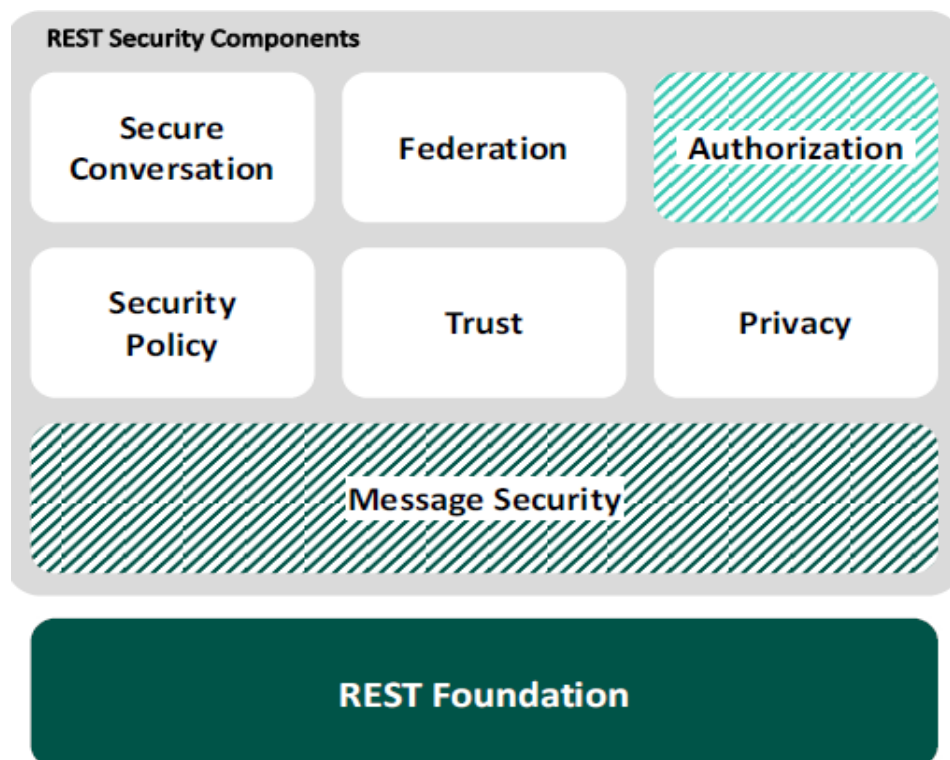 REST Security Components
Secure
Conversation
Federation
Authorization
Security
Policy
Trust
Privacy
Message Security
REST Foundation